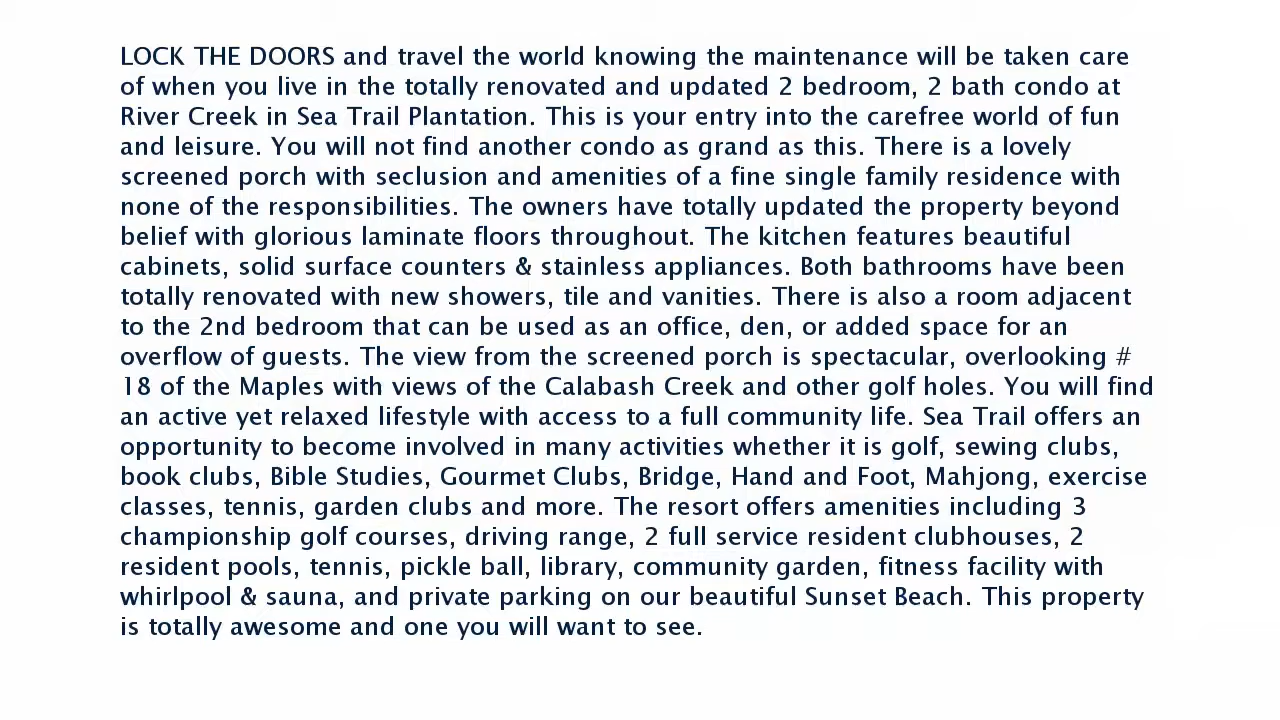 LOCK THE DOORS and travel the world knowing the maintenance will be taken care
of when you live in the totally renovated and updated 2 bedroom, 2 bath condo at
River Creek in Sea Trail Plantation. This is your entry into the carefree world of fun
and leisure. You will not find another condo as grand as this. There is a lovely
screened porch with seclusion and amenities of a fine single family residence with
none of the responsibilities. The owners have totally updated the property beyond
belief with glorious laminate floors throughout. The kitchen features beautiful
cabinets, solid surface counters & stainless appliances. Both bathrooms have been
totally renovated with new showers, tile and vanities. There is also a room adjacent
to the 2nd bedroom that can be used as an office, den, or added space for an
overflow of guests. The view from the screened porch is spectacular, overlooking #
18 of the Maples with views of the Calabash Creek and other golf holes. You will find
an active yet relaxed lifestyle with access to a full community life. Sea Trail offers an
opportunity to become involved in many activities whether it is golf, sewing clubs,
book clubs, Bible Studies, Gourmet Clubs, Bridge, Hand and Foot, Mahjong, exercise
classes, tennis, garden clubs and more. The resort offers amenities including 3
championship golf courses, driving range, 2 full service resident clubhouses, 2
resident pools, tennis, pickle ball, library, community garden, fitness facility with
whirlpool & sauna, and private parking on our beautiful Sunset Beach. This property
is totally awesome and one you will want to see.